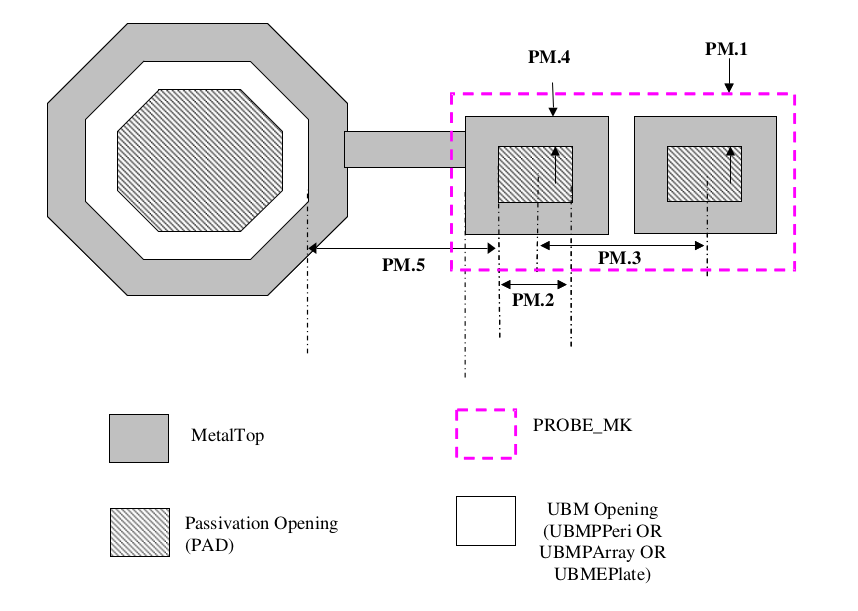 PM.1
PM.4
PM.5
PM.3
PM.2
MetalTop
PROBE_MK
Passivation Opening
(PAD)
UBM Opening
(UBMPPeri OR
UBMPArray OR
UBMEPlate)